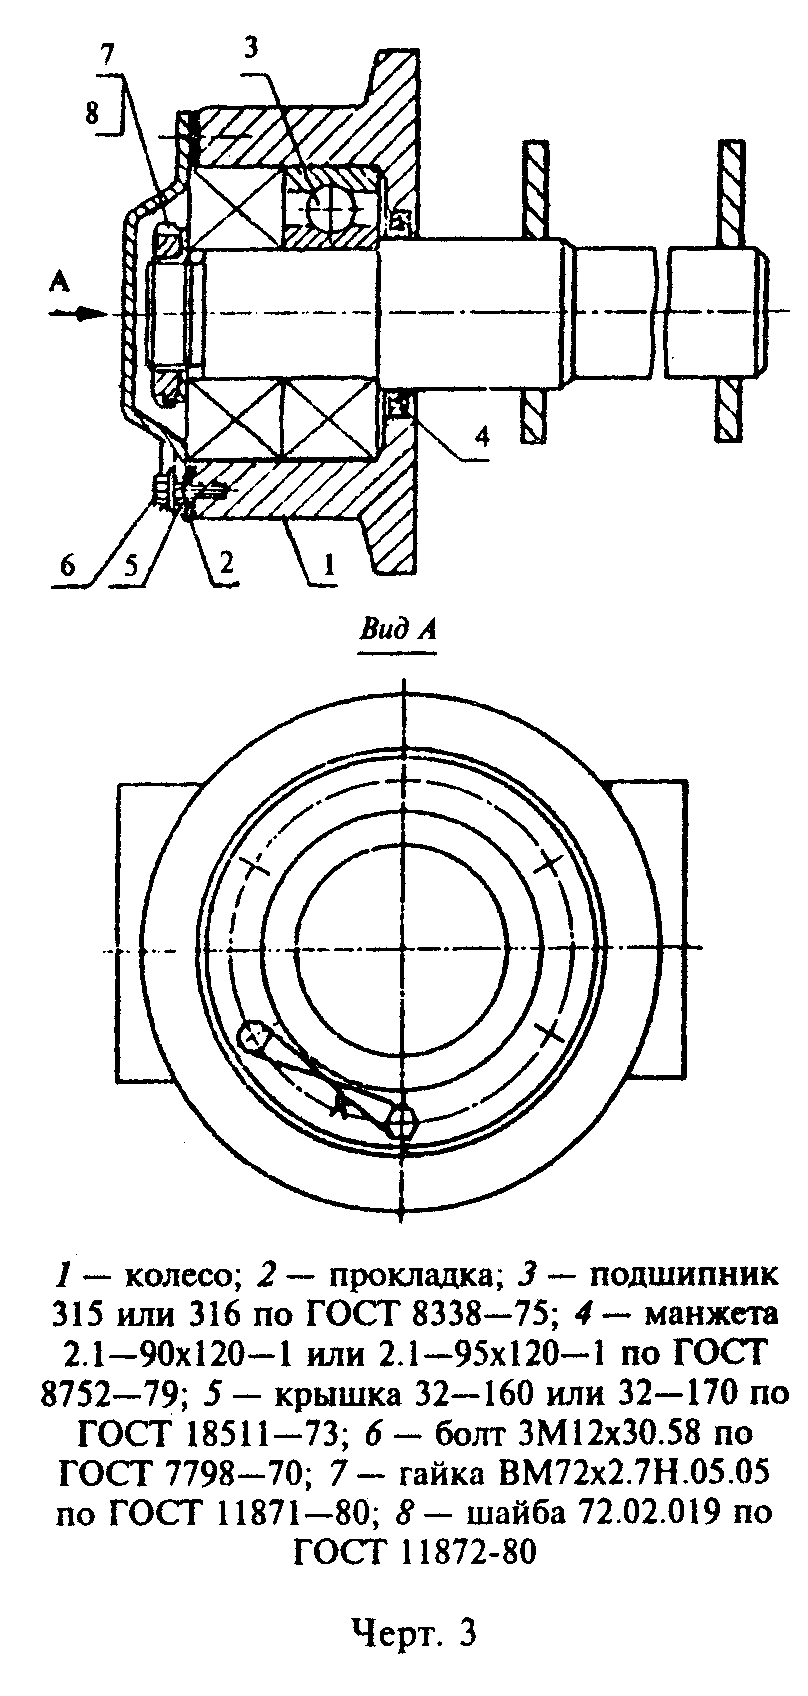 7 3
8
A
4
6 5 2 1
Вид А
1 — колесо; 2 — прокладка; 3 — подшипник
315 или 316 по ГОСТ 8338—75; 4 — манжета
2.1—90х120—1 или 2.1—95х120—1 по ГОСТ
8752—79; 5 — крышка 32—160 или 32—170 по
ГОСТ 18511—73; 6 — болт 3М12х30.58 по
ГОСТ 7798—70; 7 — гайка ВМ72х2.7Н.05.05
по ГОСТ 11871—80; 8 — шайба 72.02.019 по
ГОСТ 11872-80
Черт. 3